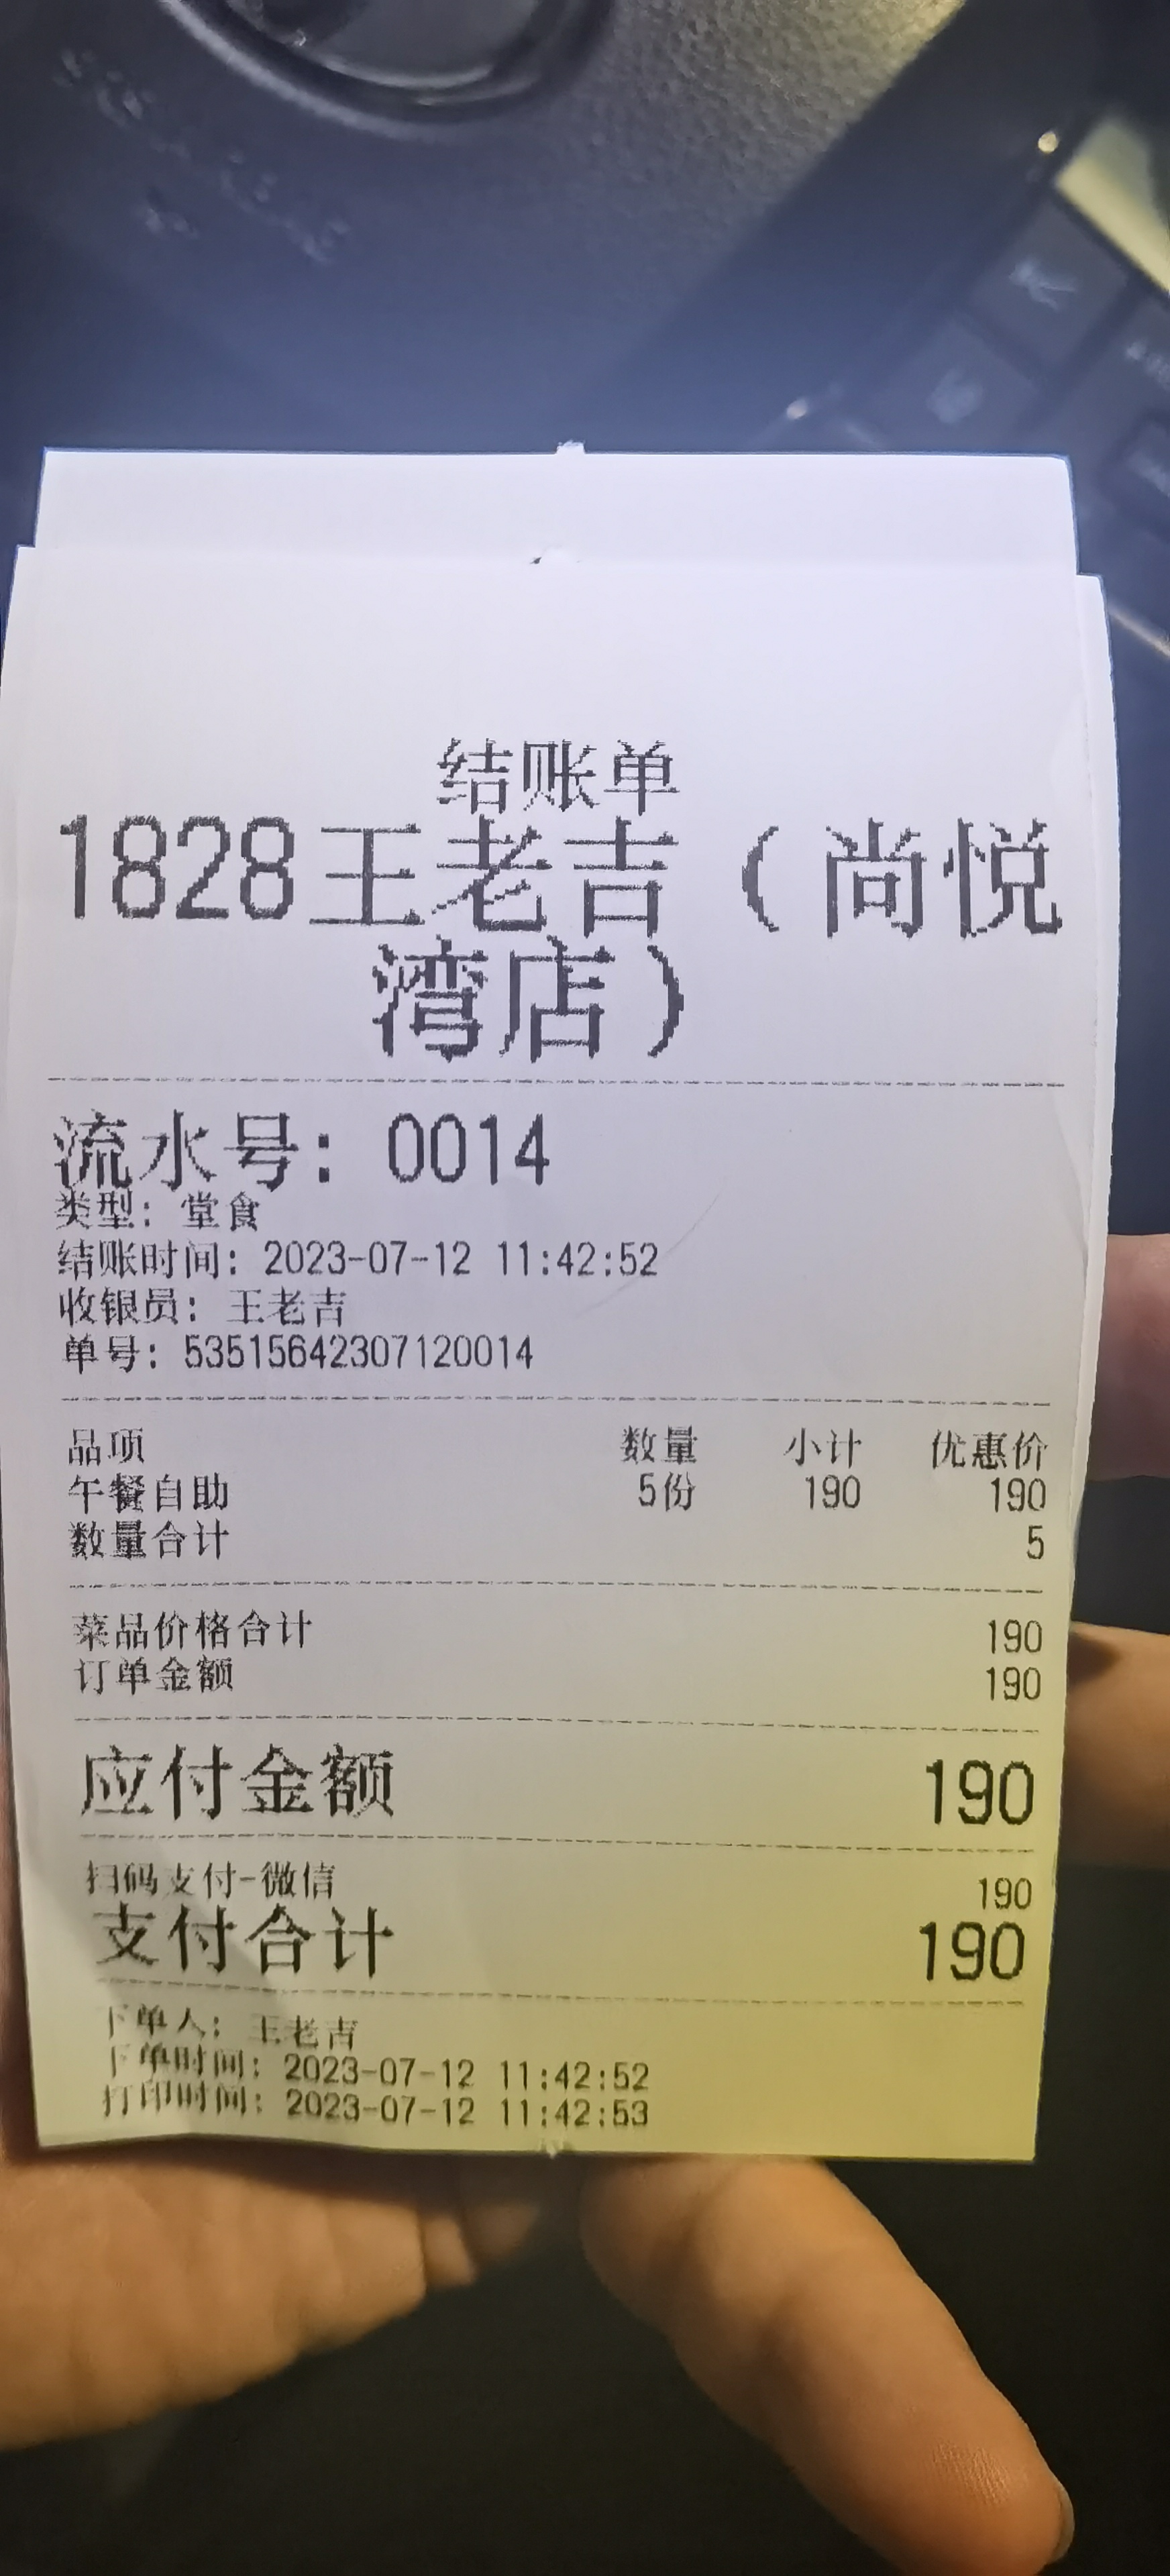 结账单
1828王老吉（尚悦
湾店）
流水号：0014
类型：堂食
结账时间：2023-07-12 11:42:52
收银员：王老吉
单号：53515642307120014
品项 数量 小计 优惠价
午餐自助 5份 190 190
数量合计 5
菜品价格合计 190
订单金额 190
应付金额 190
扫码支付-微信 190
支付合计 190
下单人：王老吉
下单时间：2023-07-12 11:42:52
打印时间：2023-07-12 11:42:53